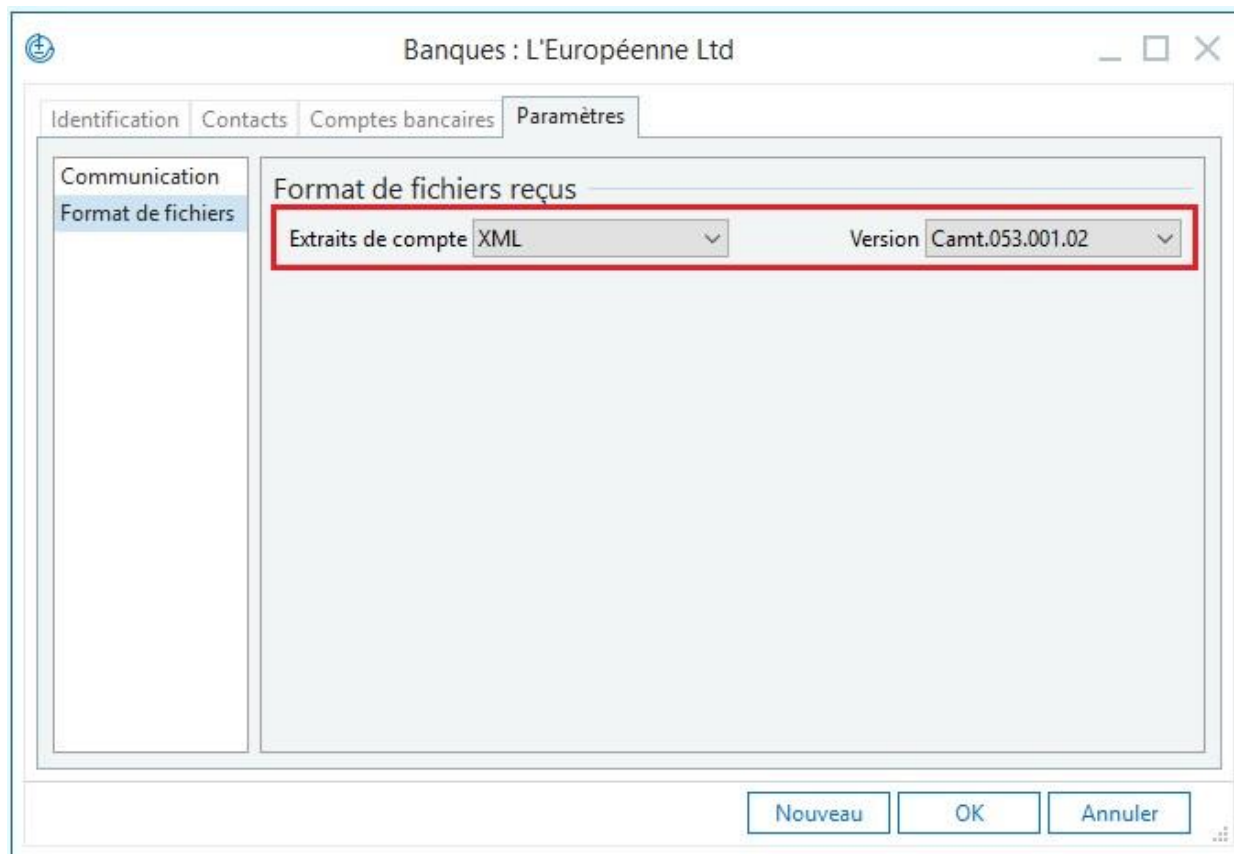 Banques : L'Européenne Ltd
Identification Contacts Comptes bancaires Paramètres
Communication
Format de fichiers
Format de fichiers reçus
Extraits de compte XML Version Camt.053.001.02
Nouveau OK Annuler